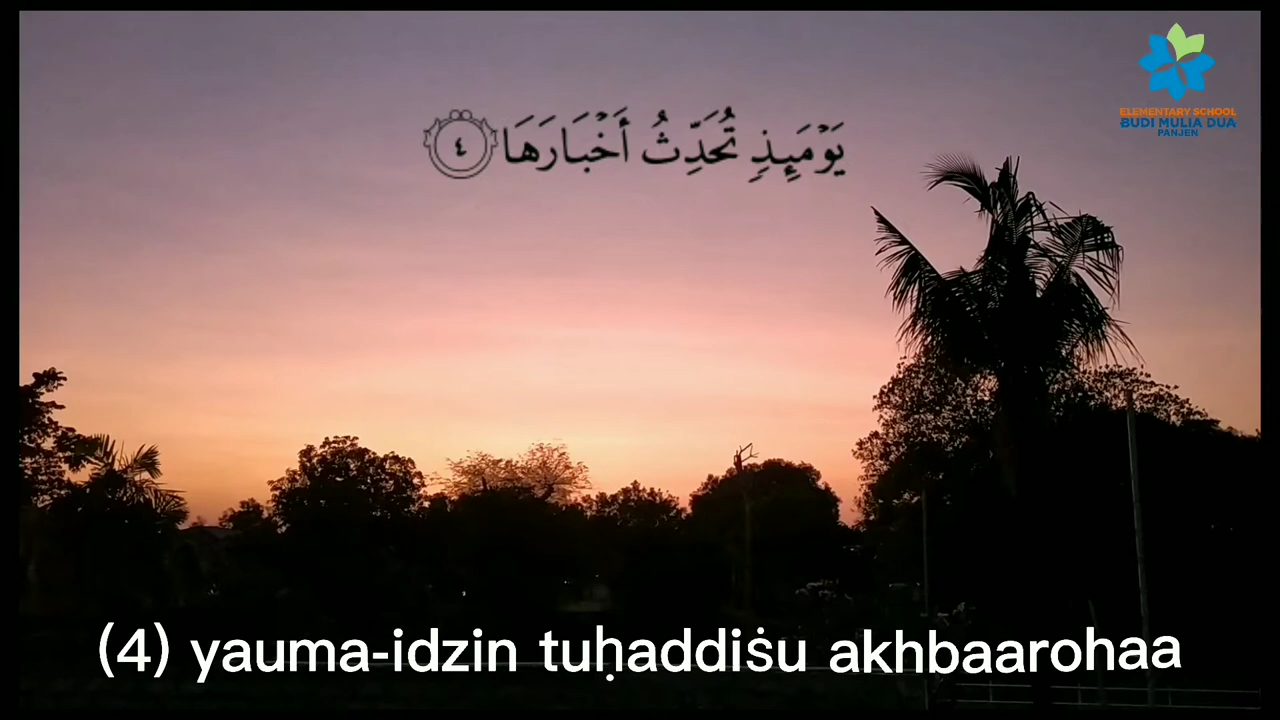 ELEMENTARY SCHOOL
BUDI MULIA DUA
PANJEN
يَوْمَئِذٍ تُحَدِّثُ أَخْبَارَهَا ٤
(4) yauma-idzin tuḥaddiṡu akhbaarohaa